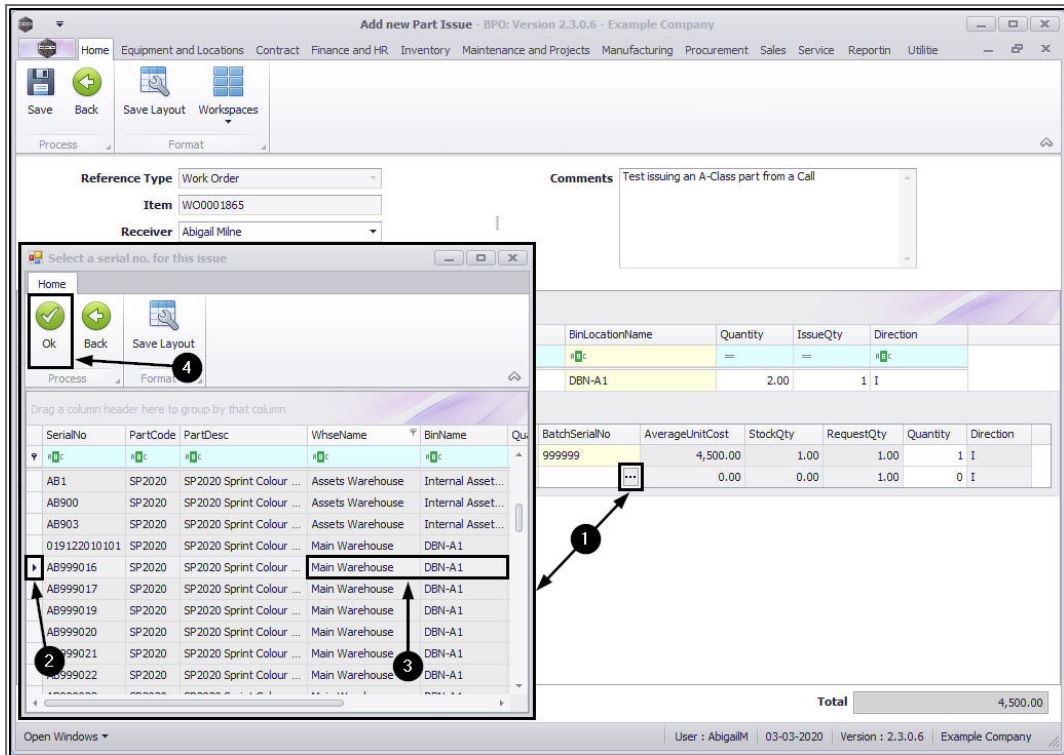 Add new Part Issue - BPO: Version 2.3.0.6 - Example Company
Home Equipment and Locations Contract Finance and HR Inventory Maintenance and Projects Manufacturing Procurement Sales Service Reportin Utilitie
Save Back Save Layout Workspaces
Process Format
Reference Type Work Order
Item WO0001865
Receiver Abigail Milne
Comments Test issuing an A-Class part from a Call
Select a serial no. for this issue
Home
Ok Back Save Layout
4
Process Format
Drag a column header here to group by that column
SerialNo PartCode PartDesc WhseName BinName Qua
AB1 SP2020 SP2020 Sprint Colour ... Assets Warehouse Internal Asset...
AB900 SP2020 SP2020 Sprint Colour ... Assets Warehouse Internal Asset...
AB903 SP2020 SP2020 Sprint Colour ... Assets Warehouse Internal Asset...
019122010101 SP2020 SP2020 Sprint Colour ... Main Warehouse DBN-A1
AB999016 SP2020 SP2020 Sprint Colour ... Main Warehouse DBN-A1
AB999017 SP2020 SP2020 Sprint Colour ... Main Warehouse DBN-A1
AB999019 SP2020 SP2020 Sprint Colour ... Main Warehouse DBN-A1
AB999020 SP2020 SP2020 Sprint Colour ... Main Warehouse DBN-A1
999021 SP2020 SP2020 Sprint Colour ... Main Warehouse DBN-A1
999022 SP2020 SP2020 Sprint Colour ... Main Warehouse DBN-A1
2
3
BinLocationName Quantity IssueQty Direction
= =
DBN-A1 2.00 1 I
BatchSerialNo AverageUnitCost StockQty RequestQty Quantity Direction
999999 4,500.00 1.00 1.00 1 I
... 0.00 0.00 1.00 0 I
1
Total 4,500.00
Open Windows User : AbigailM 03-03-2020 Version : 2.3.0.6 Example Company